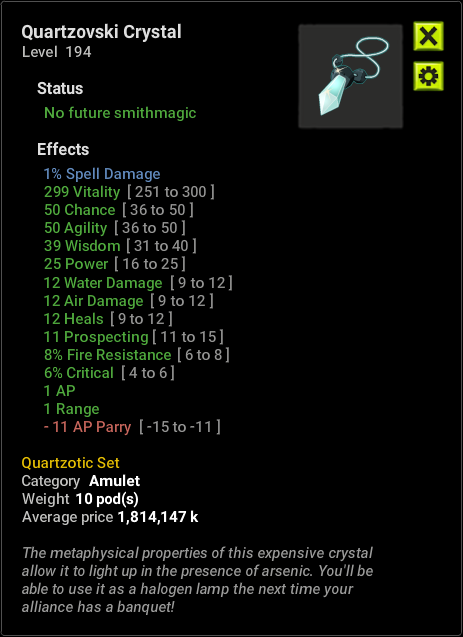 Quartzovski Crystal
Level 194
Status
No future smithmagic
Effects
1% Spell Damage
299 Vitality [ 251 to 300 ]
50 Chance [ 36 to 50 ]
50 Agility [ 36 to 50 ]
39 Wisdom [ 31 to 40 ]
25 Power [ 16 to 25 ]
12 Water Damage [ 9 to 12 ]
12 Air Damage [ 9 to 12 ]
12 Heals [ 9 to 12 ]
11 Prospecting [ 11 to 15 ]
8% Fire Resistance [ 6 to 8 ]
6% Critical [ 4 to 6 ]
1 AP
1 Range
- 11 AP Parry [ -15 to -11 ]
Quartzotic Set
Category Amulet
Weight 10 pod(s)
Average price 1,814,147 k
The metaphysical properties of this expensive crystal
allow it to light up in the presence of arsenic. You'll be
able to use it as a halogen lamp the next time your
alliance has a banquet!